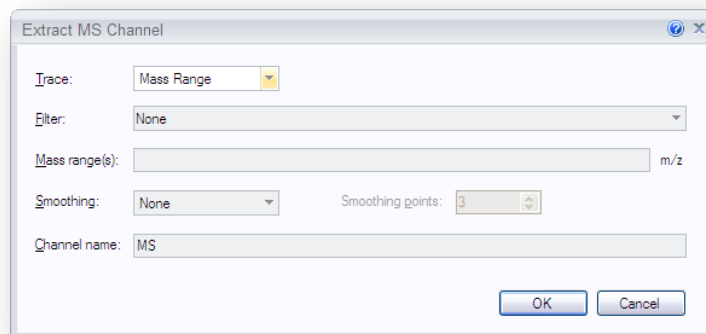 Extract MS Channel
Trace: Mass Range
Filter: None
Mass range(s): m/z
Smoothing: None Smoothing points: 3
Channel name: MS
OK Cancel